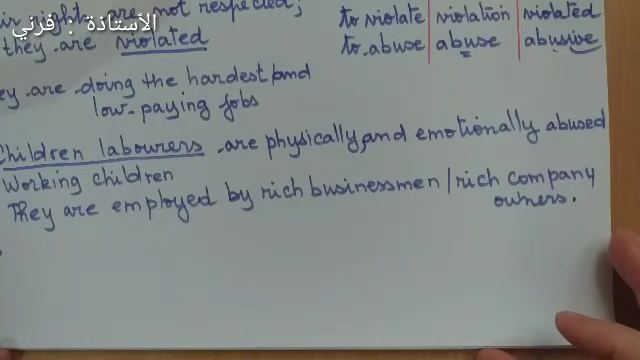 الأستاذة : فرني
rights are not respected;
they are violated
to violate violation violated
to abuse abuse abusive
ey are doing the hardest and
low-paying jobs
Children labourers are physically and emotionally abused
Working children
They are employed by rich businessmen / rich company
owners.